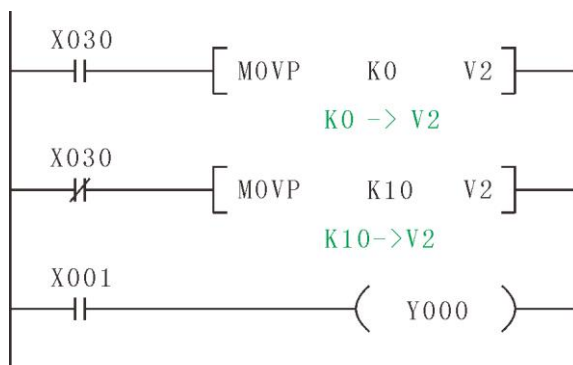 X030
MOVP K0 V2
K0 -> V2
X030
MOVP K10 V2
K10->V2
X001
Y000